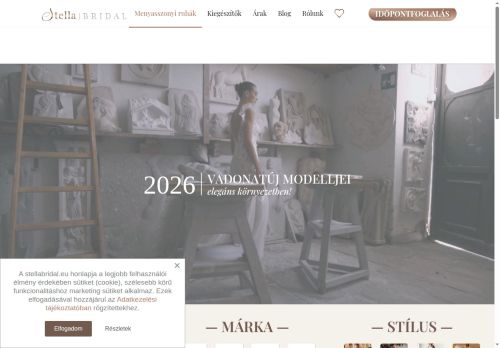 Stella | BRIDAL
Menyasszonyi ruhák
Kiegészítők
Árak
Blog
Rólunk
IDŐPONTFOGLALÁS
2026
VADONATÚJ MODELLJEI
elegáns környezetben!
×
A stellabridal.eu honlapja a legjobb felhasználói
élmény érdekében sütiket (cookie), szélesebb körű
funkcionalitáshoz marketing sütiket alkalmaz. Ezek
elfogadásával hozzájárul az Adatkezelési
tájékoztatóban rögzítettekhez.
Elfogadom
Részletek
— MÁRKA —
— STÍLUS —